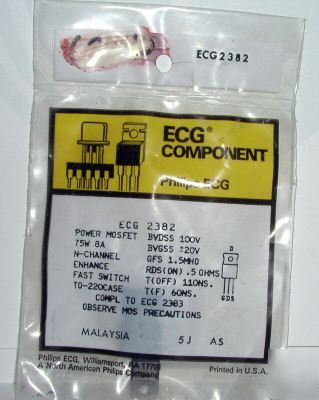 ECG2382
ECG®
COMPONENT
Philips ECG
ECG 2382
POWER MOSFET BVDSS 100V
75W 8A BVGSS ±20V
N-CHANNEL GFS 1.5MHO
ENHANCE RDS(ON) .5 OHMS
FAST SWITCH T(OFF) 110NS.
TO-220CASE T(F) 60NS.
COMPL TO ECG 2383
OBSERVE MOS PRECAUTIONS
D
GDS
MALAYSIA 5J AS
Philips ECG, Williamsport, PA 17701
A North American Philips Company
Printed in U.S.A.